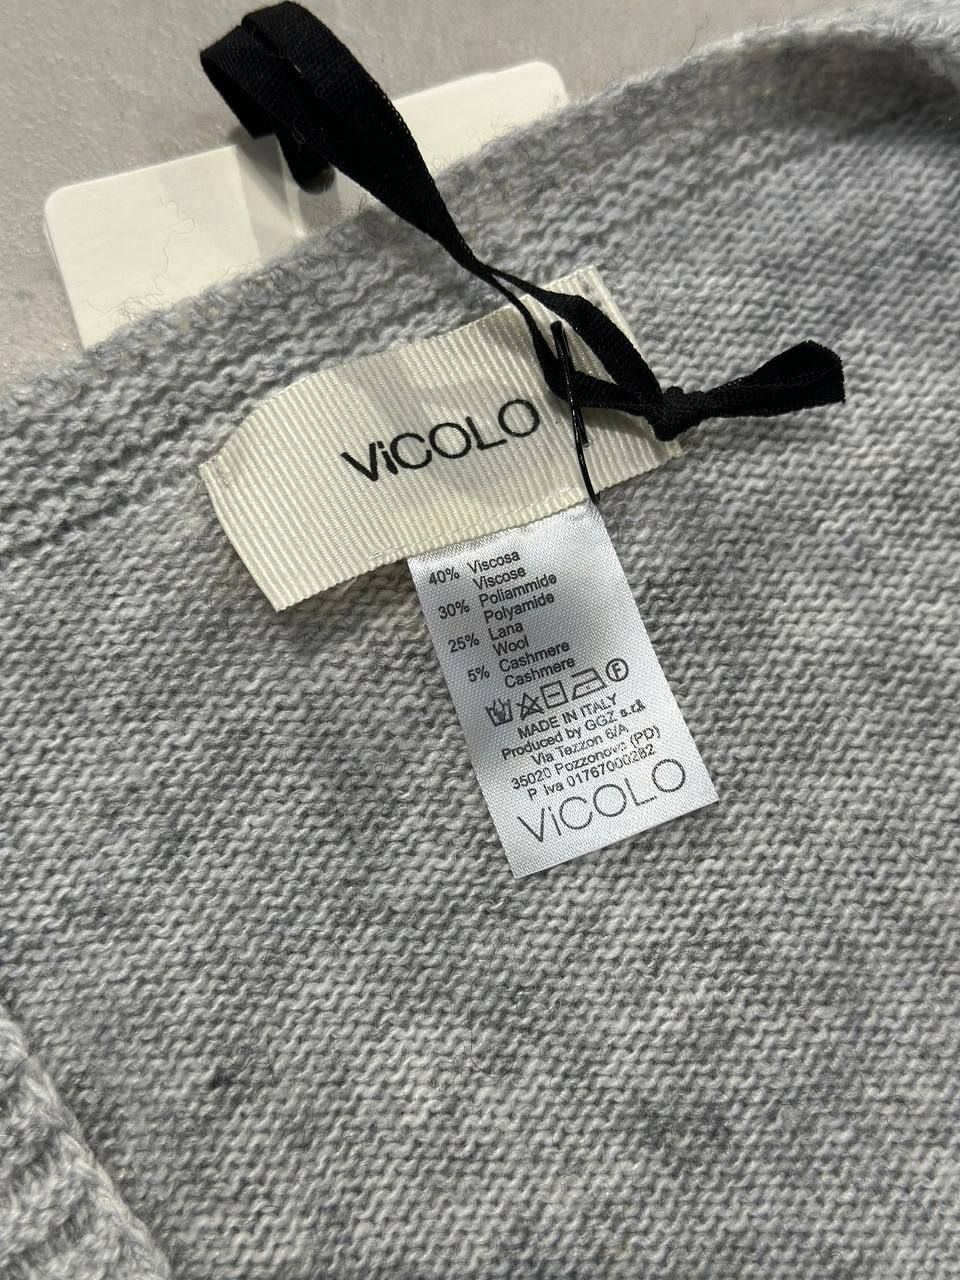 ViCOLO
40% Viscosa
Viscose
30% Poliammide
Polyamide
25% Lana
Wool
5% Cashmere
Cashmere
F
MADE IN ITALY
Produced by GGZ s.r.l.
Via Tezzon 6/A
35020 Pozzonovo (PD)
P iva 01767000282
ViCOLO